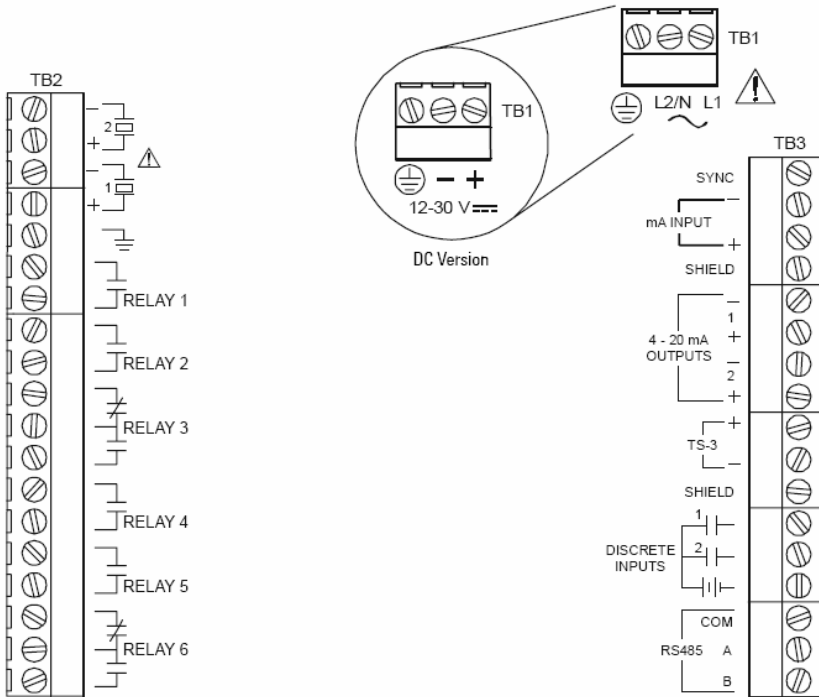 TB2
-
2
+
-
1
+
RELAY 1
RELAY 2
RELAY 3
RELAY 4
RELAY 5
RELAY 6
TB1
- +
12-30 V
DC Version
TB1
L2/N L1
!
!
TB3
SYNC
-
mA INPUT
+
SHIELD
-
1
+
4 - 20 mA
OUTPUTS
-
2
+
+
TS-3
-
SHIELD
1
DISCRETE
INPUTS
2
COM
RS485 A
B